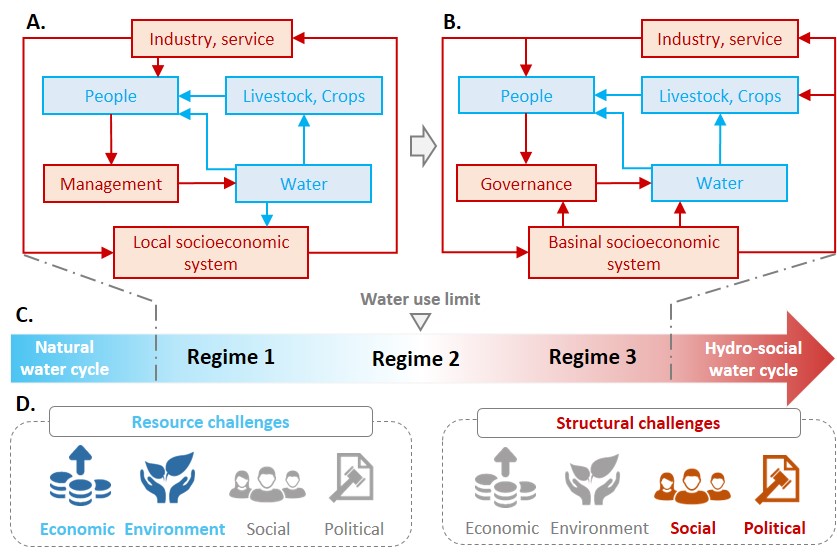 A.
Industry, service
People
Livestock, Crops
Management
Water
Local socioeconomic
system
B.
Industry, service
People
Livestock, Crops
Governance
Water
Basinal socioeconomic
system
Water use limit
C.
Natural
water cycle
Regime 1
Regime 2
Regime 3
Hydro-social
water cycle
D.
Resource challenges
Economic
Environment
Social
Political
Structural challenges
Economic
Environment
Social
Political